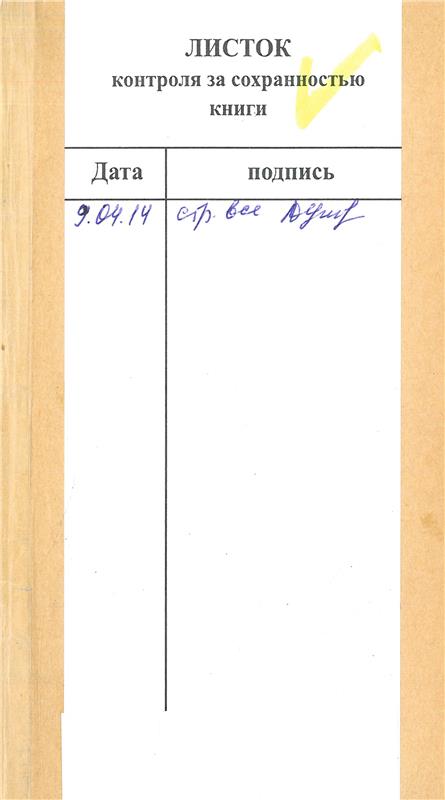 ЛИСТОК
контроля за сохранностью
книги
Дата подпись
9.04.14 стр. все